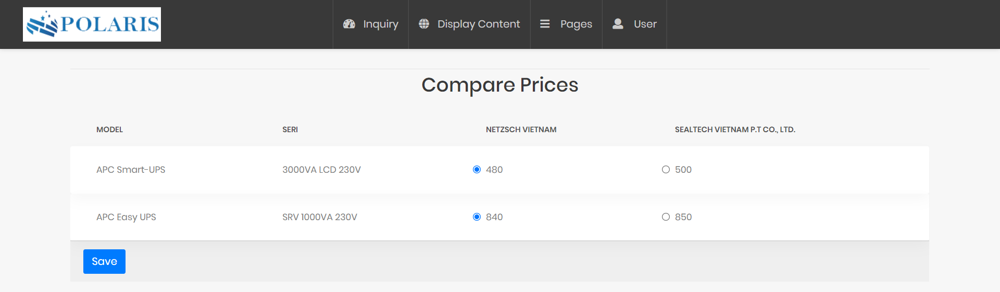 POLARIS
Inquiry Display Content Pages User
Compare Prices
MODEL SERI NETZSCH VIETNAM SEALTECH VIETNAM P.T CO., LTD.
APC Smart-UPS 3000VA LCD 230V 480 500
APC Easy UPS SRV 1000VA 230V 840 850
Save